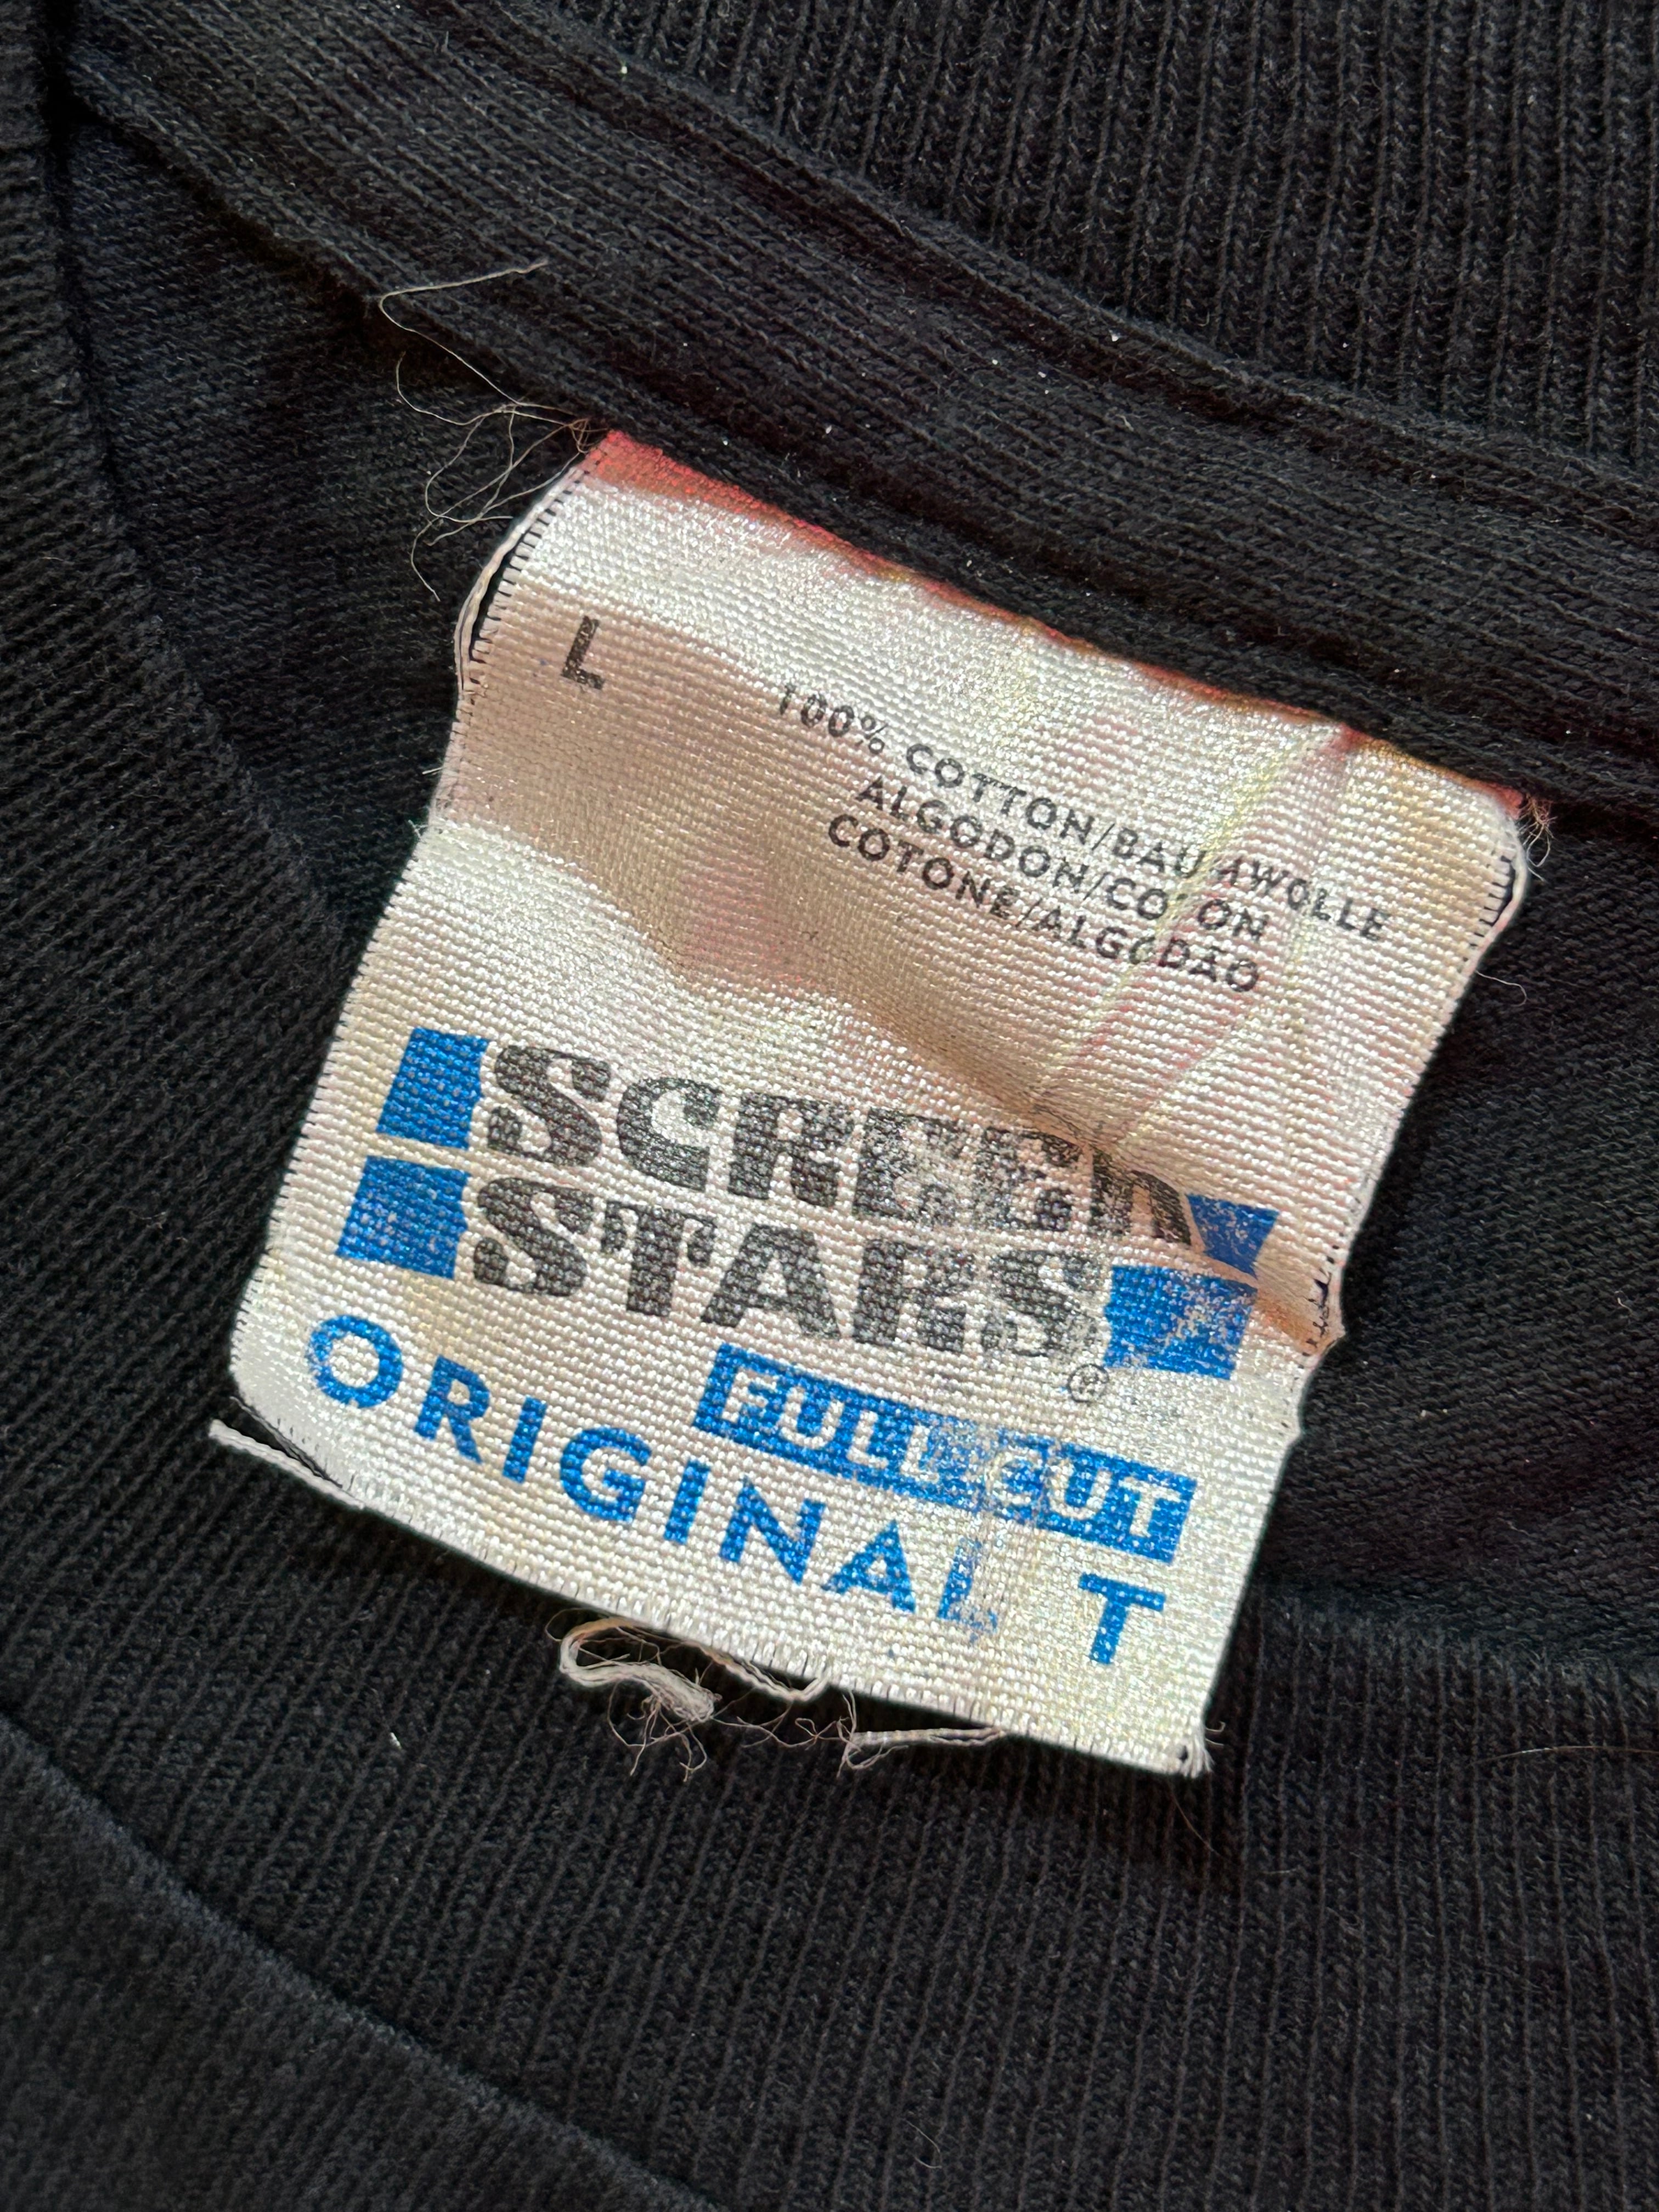 L
100% COTTON/BAUMWOLLE
ALGODON/COTON
COTONE/ALGODÃO
SCREEN
STARS®
FULL CUT
ORIGINAL T